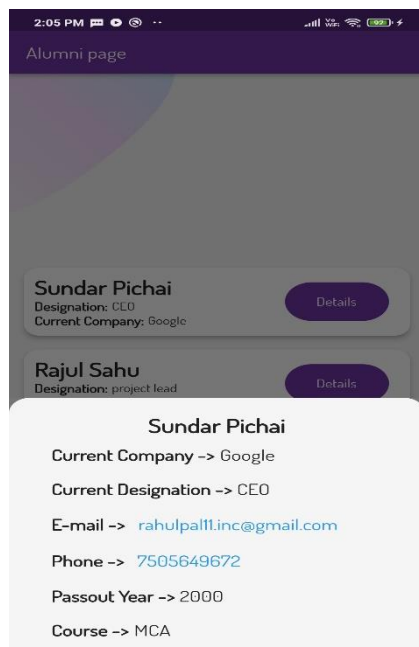 2:05 PM
Alumni page
Sundar Pichai
Designation: CEO
Current Company: Google
Details
Rajul Sahu
Designation: project lead
Details
Sundar Pichai
Current Company -> Google
Current Designation -> CEO
E-mail -> rahulpal11.inc@gmail.com
Phone -> 7505649672
Passout Year -> 2000
Course -> MCA